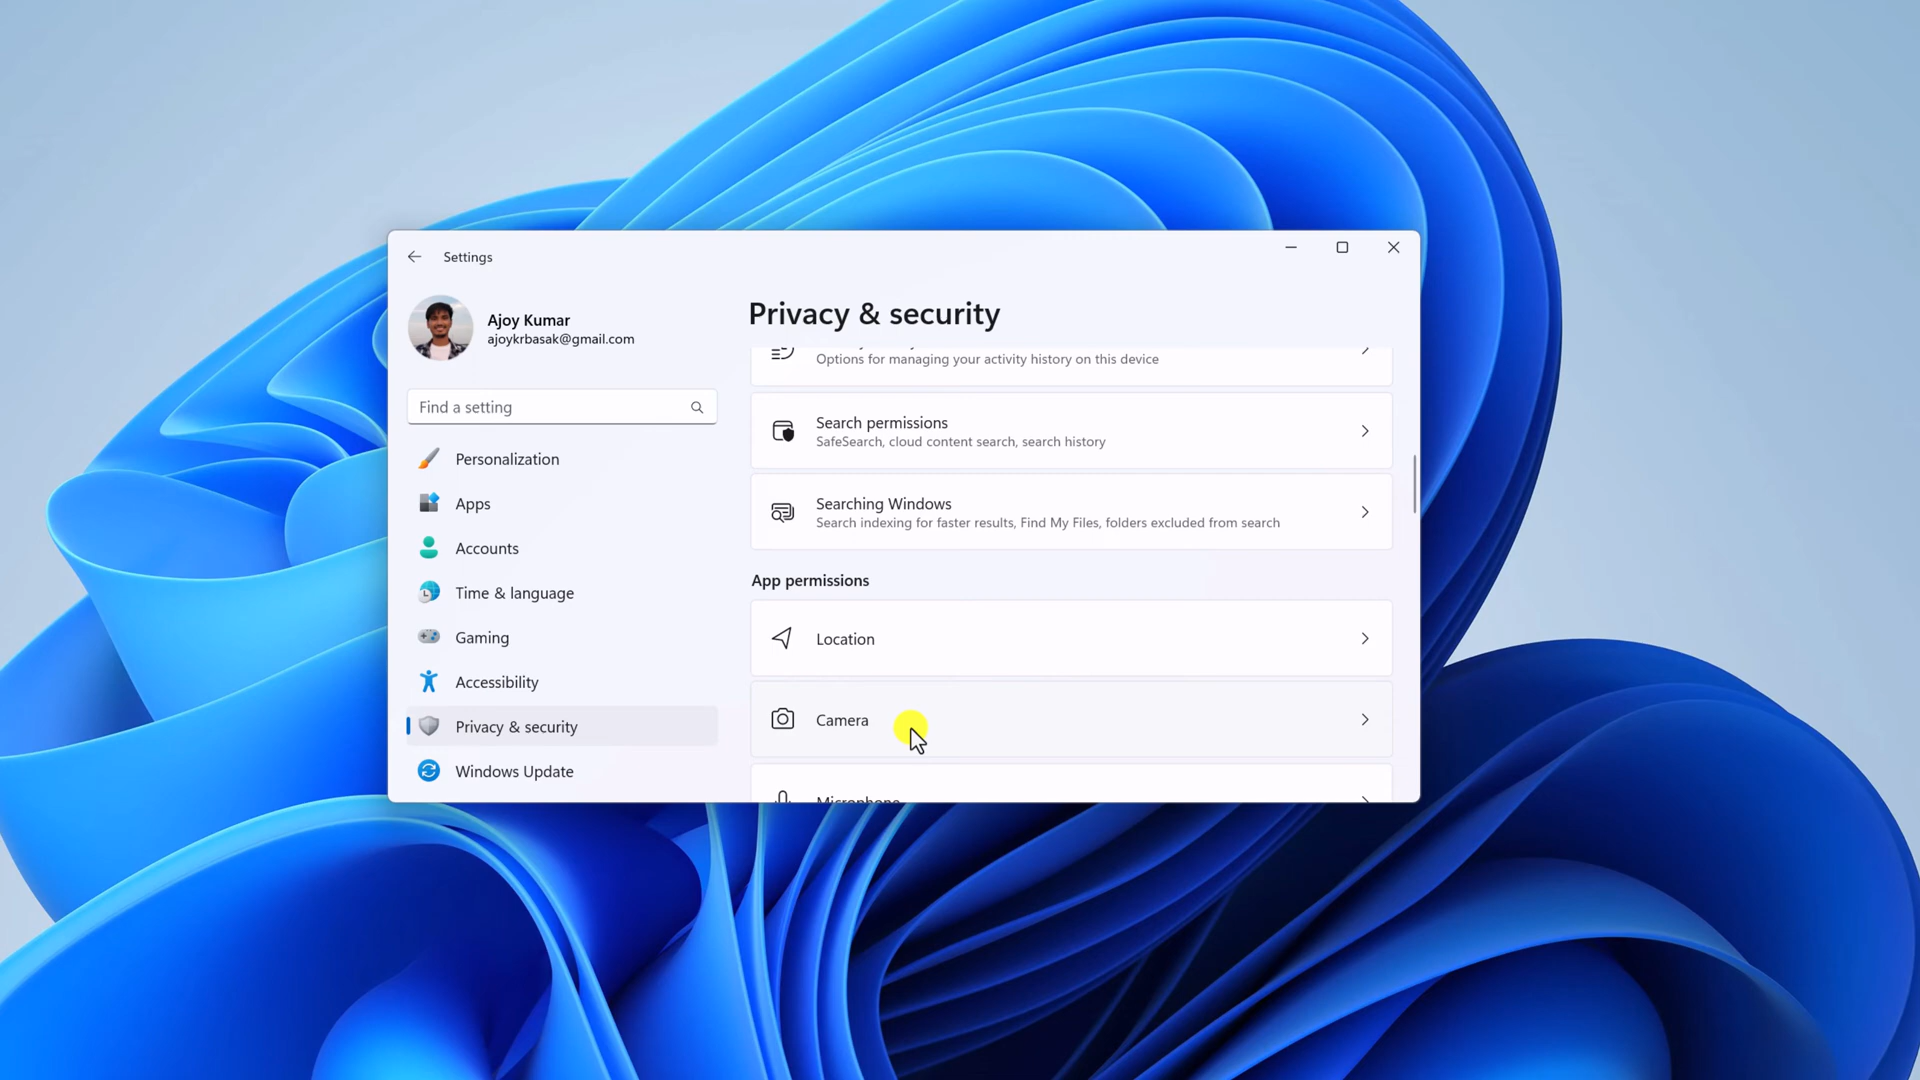 Settings
Ajoy Kumar
ajoykrbasak@gmail.com
Find a setting
Personalization
Apps
Accounts
Time & language
Gaming
Accessibility
Privacy & security
Windows Update
Privacy & security
Options for managing your activity history on this device
Search permissions
SafeSearch, cloud content search, search history
Searching Windows
Search indexing for faster results, Find My Files, folders excluded from search
App permissions
Location
Camera
Microphone